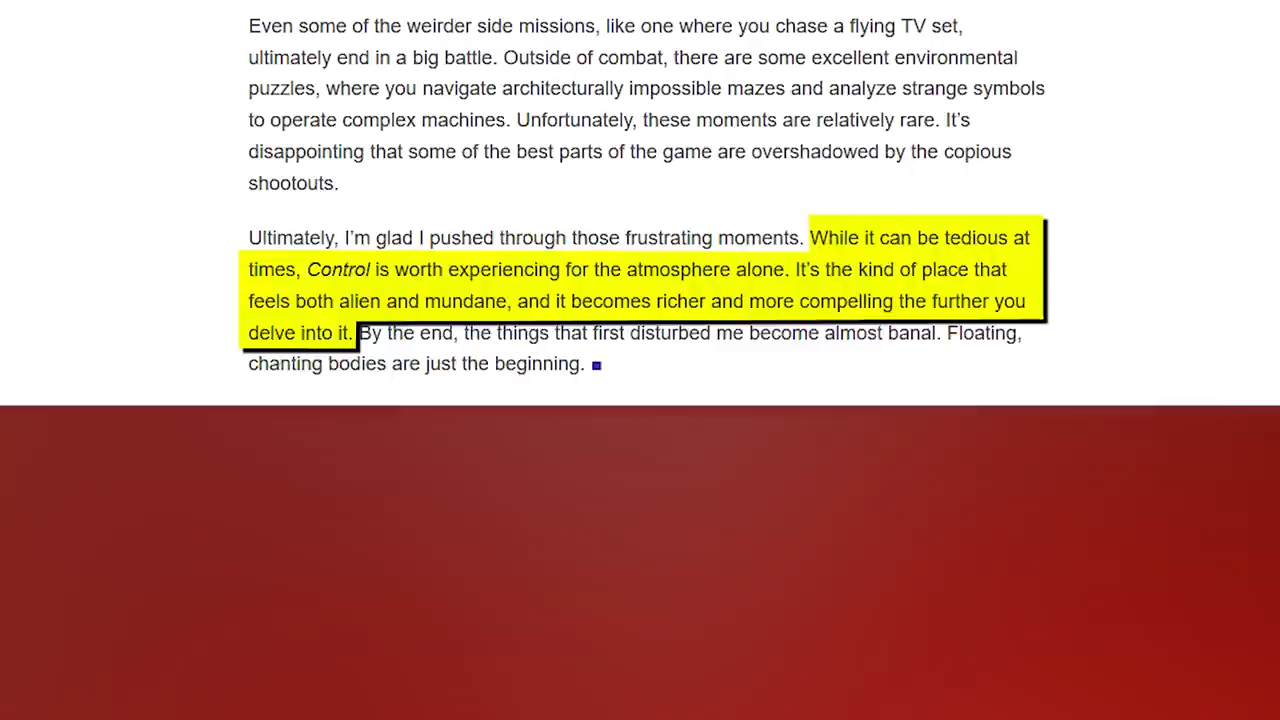 Even some of the weirder side missions, like one where you chase a flying TV set,
ultimately end in a big battle. Outside of combat, there are some excellent environmental
puzzles, where you navigate architecturally impossible mazes and analyze strange symbols
to operate complex machines. Unfortunately, these moments are relatively rare. It’s
disappointing that some of the best parts of the game are overshadowed by the copious
shootouts.
Ultimately, I’m glad I pushed through those frustrating moments. While it can be tedious at
times, Control is worth experiencing for the atmosphere alone. It’s the kind of place that
feels both alien and mundane, and it becomes richer and more compelling the further you
delve into it. By the end, the things that first disturbed me become almost banal. Floating,
chanting bodies are just the beginning.